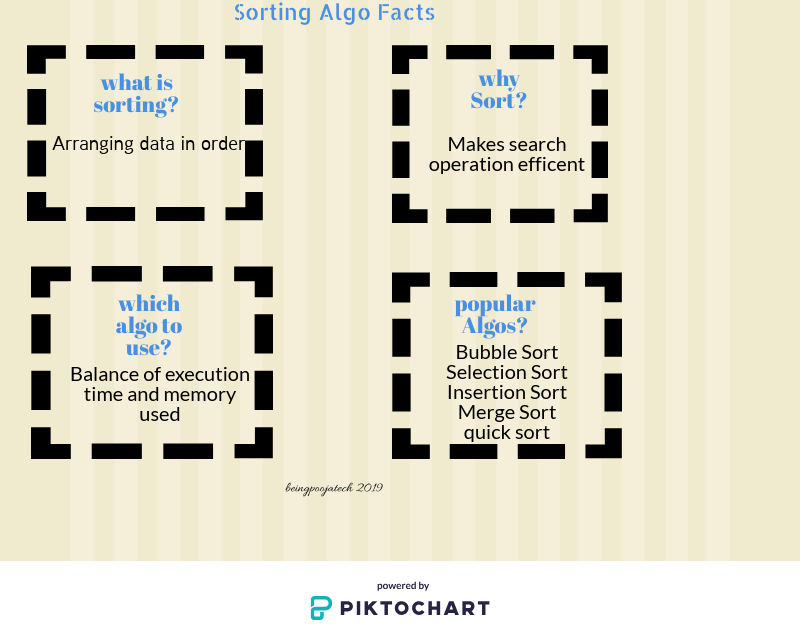 Sorting Algo Facts
what is
sorting?
Arranging data in order
why
Sort?
Makes search
operation efficent
which
algo to
use?
Balance of execution
time and memory
used
popular
Algos?
Bubble Sort
Selection Sort
Insertion Sort
Merge Sort
quick sort
beingpoojatech 2019
powered by
PIKTOCHART